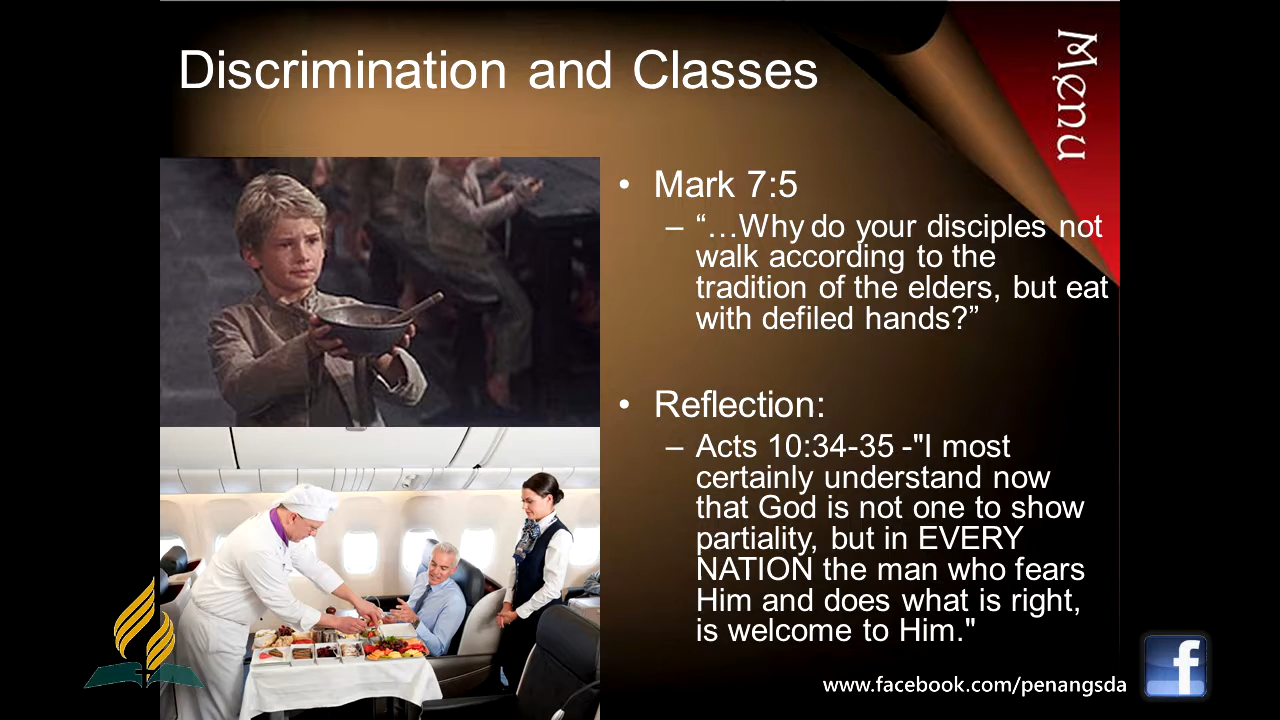 Discrimination and Classes
Menu
• Mark 7:5
– “…Why do your disciples not
walk according to the
tradition of the elders, but eat
with defiled hands?”
• Reflection:
– Acts 10:34-35 -"I most
certainly understand now
that God is not one to show
partiality, but in EVERY
NATION the man who fears
Him and does what is right,
is welcome to Him."
www.facebook.com/penangsda
f